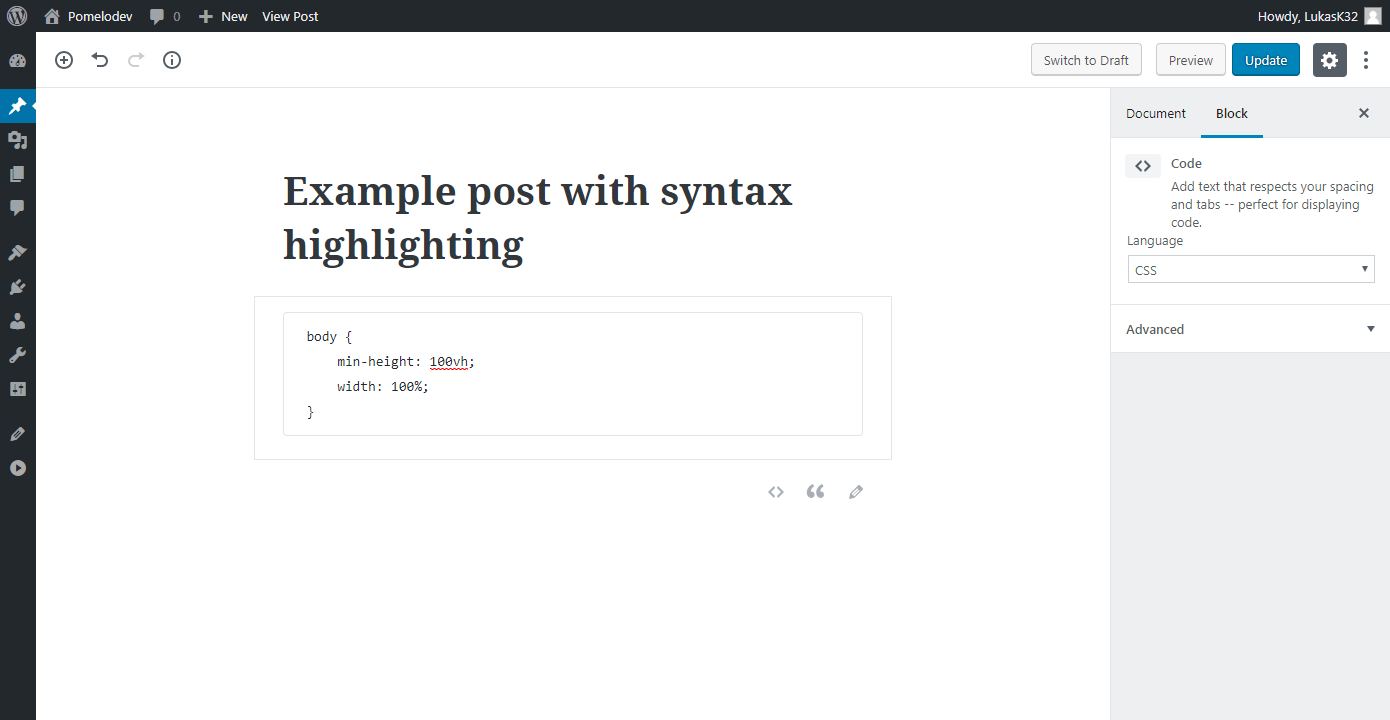 Pomelodev 0 New View Post Howdy, LukasK32
Switch to Draft Preview Update
Document Block
Example post with syntax
highlighting
body {
    min-height: 100vh;
    width: 100%;
}
Code
Add text that respects your spacing
and tabs -- perfect for displaying
code.
Language
CSS
Advanced